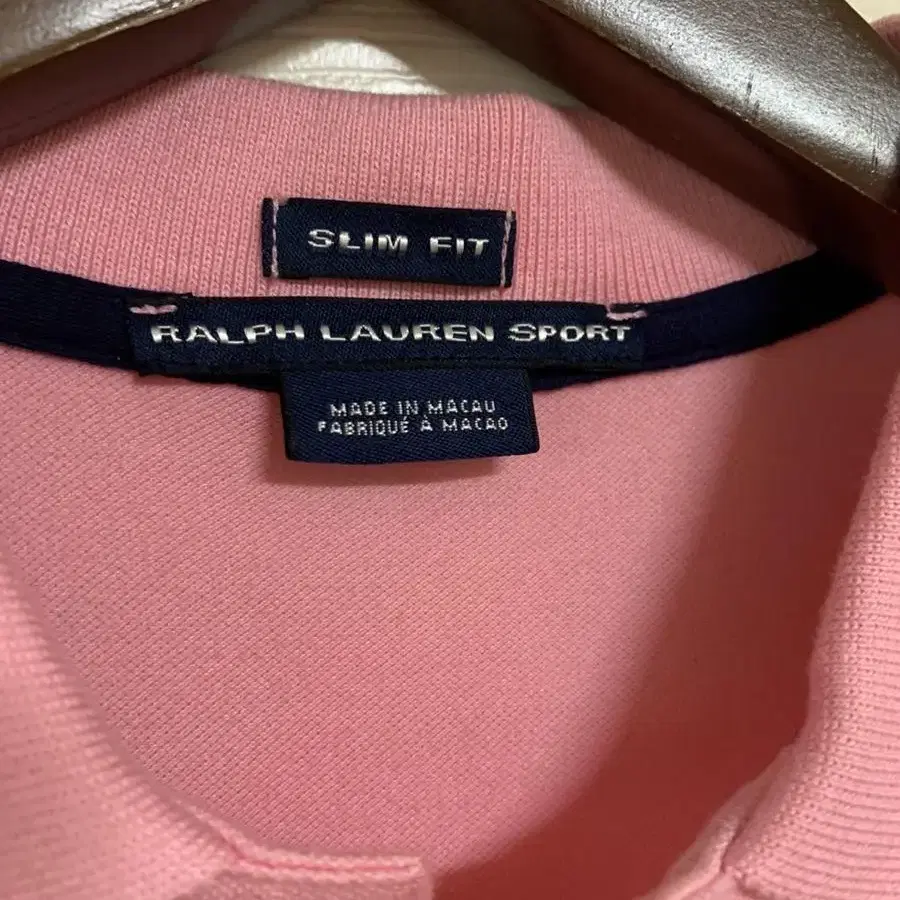 SLIM FIT
RALPH LAUREN SPORT
MADE IN MACAU
FABRIQUÉ À MACAO